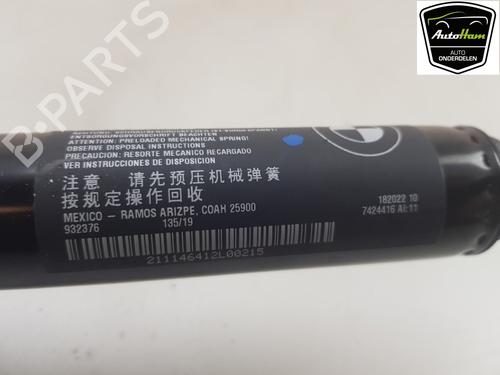 AutoHam
AUTO
ONDERDELEN
ENTSORGUNGSVORSCHRIFT BEACHTEN
ATTENTION: PRELOADED MECHANICAL SPRING!
OBSERVE DISPOSAL INSTRUCTIONS
PRECAUCION: RESORTE MECANICO RECARGADO
VER INSTRUCCIONES DE DISPOSICION
注意 请先预压机械弹簧
按规定操作回收
MEXICO – RAMOS ARIZPE, COAH 25900
932376 135/19
182022 10
7424416 AI:11
211146412L00215
B-PARTS